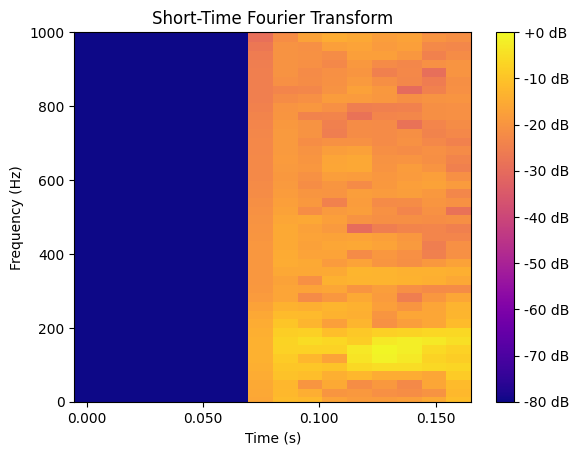 Short-Time Fourier Transform
1000
800
600
400
200
0
Frequency (Hz)
0.000
0.050
0.100
0.150
Time (s)
+0 dB
-10 dB
-20 dB
-30 dB
-40 dB
-50 dB
-60 dB
-70 dB
-80 dB